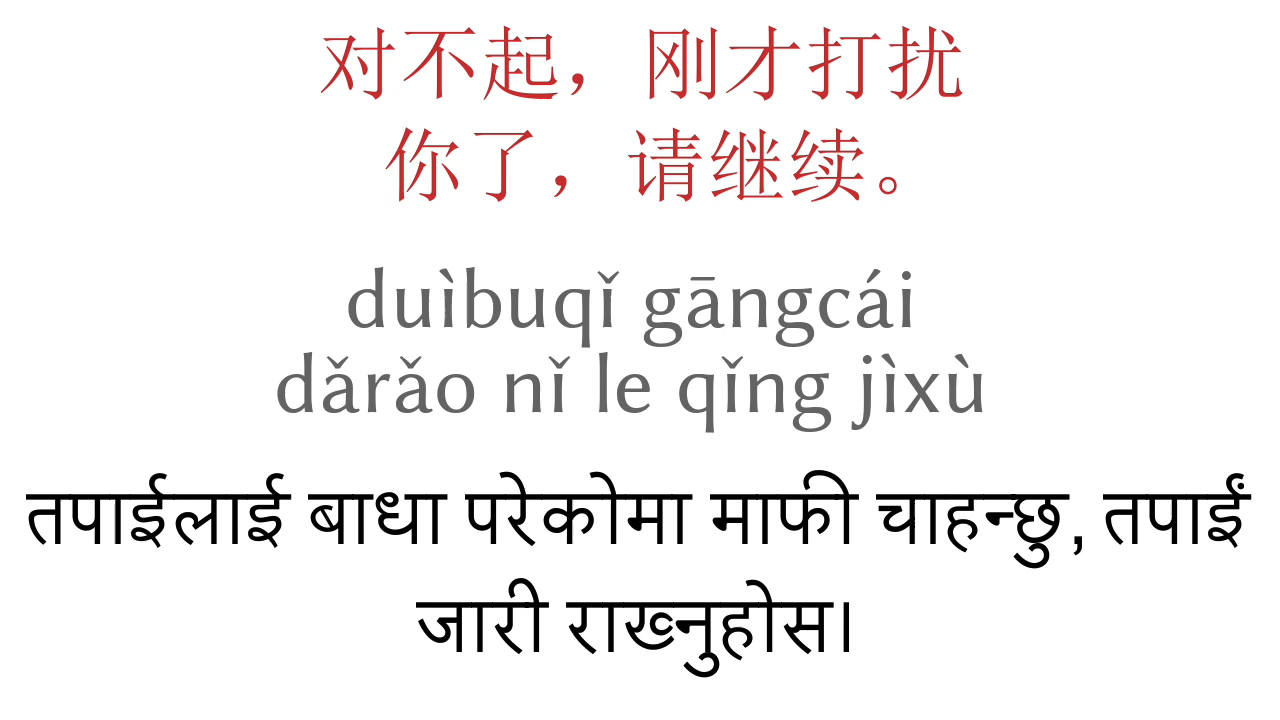 对不起，刚才打扰
你了，请继续。
duìbuqǐ gāngcái
dǎrǎo nǐ le qǐng jìxù
तपाईलाई बाधा परेकोमा माफी चाहन्छु, तपाईं
जारी राख्नुहोस।